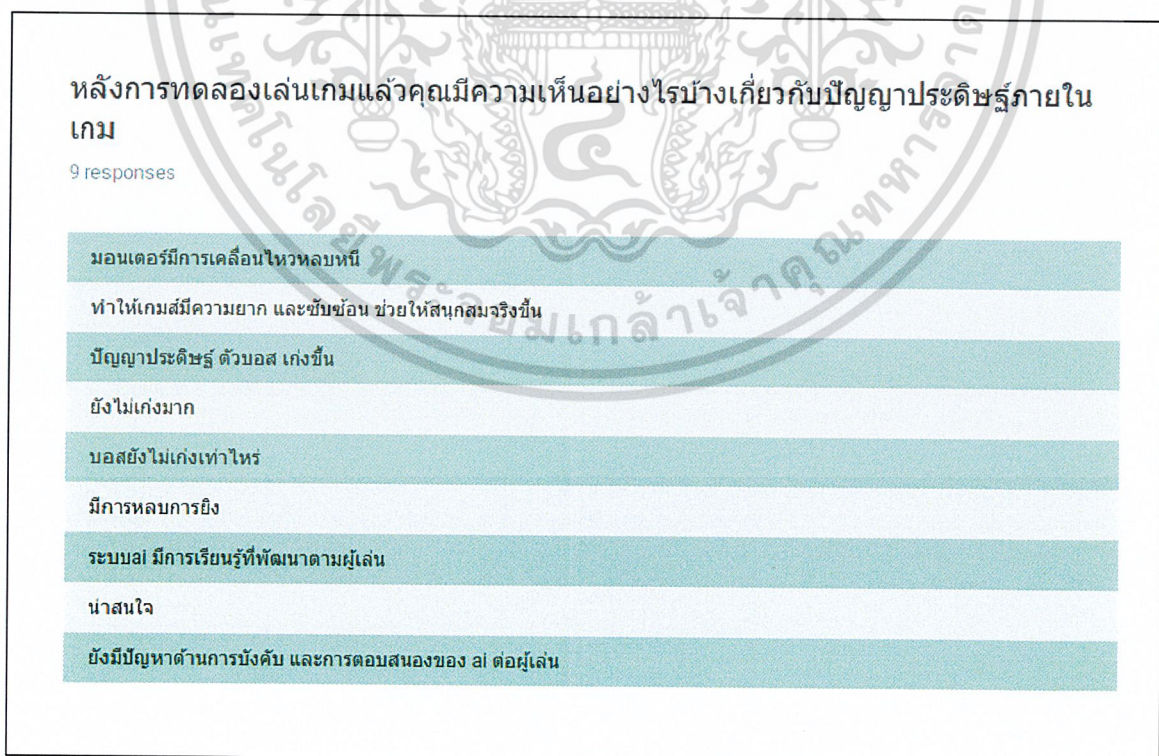 หลังการทดลองเล่นเกมแล้วคุณมีความเห็นอย่างไรบ้างเกี่ยวกับปัญญาประดิษฐ์ภายใน
เกม
9 responses
มอนเตอร์มีการเคลื่อนไหวหลบหนี
ทำให้เกมส์มีความยาก และซับซ้อน ช่วยให้สนุกสมจริงขึ้น
ปัญญาประดิษฐ์ ตัวบอส เก่งขึ้น
ยังไม่เก่งมาก
บอสยังไม่เก่งเท่าไหร่
มีการหลบการยิง
ระบบai มีการเรียนรู้ที่พัฒนาตามผู้เล่น
น่าสนใจ
ยังมีปัญหาด้านการบังคับ และการตอบสนองของ ai ต่อผู้เล่น